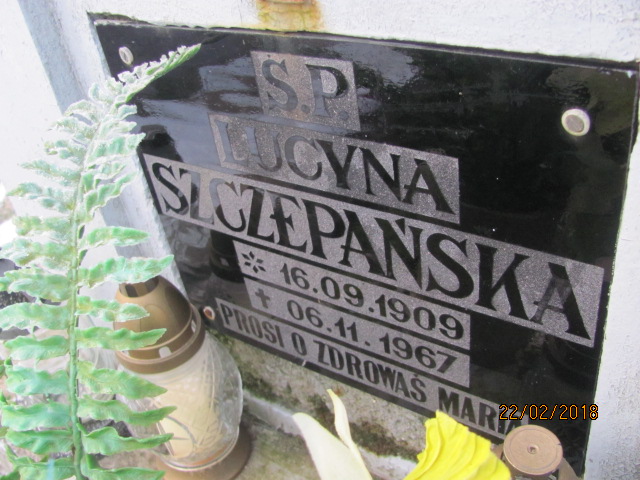 Ś.P
LUCYNA
SZCZEPAŃSKA
16.09.1909
06.11.1967
PROSI O ZDROWAŚ MARIA
22/02/2018